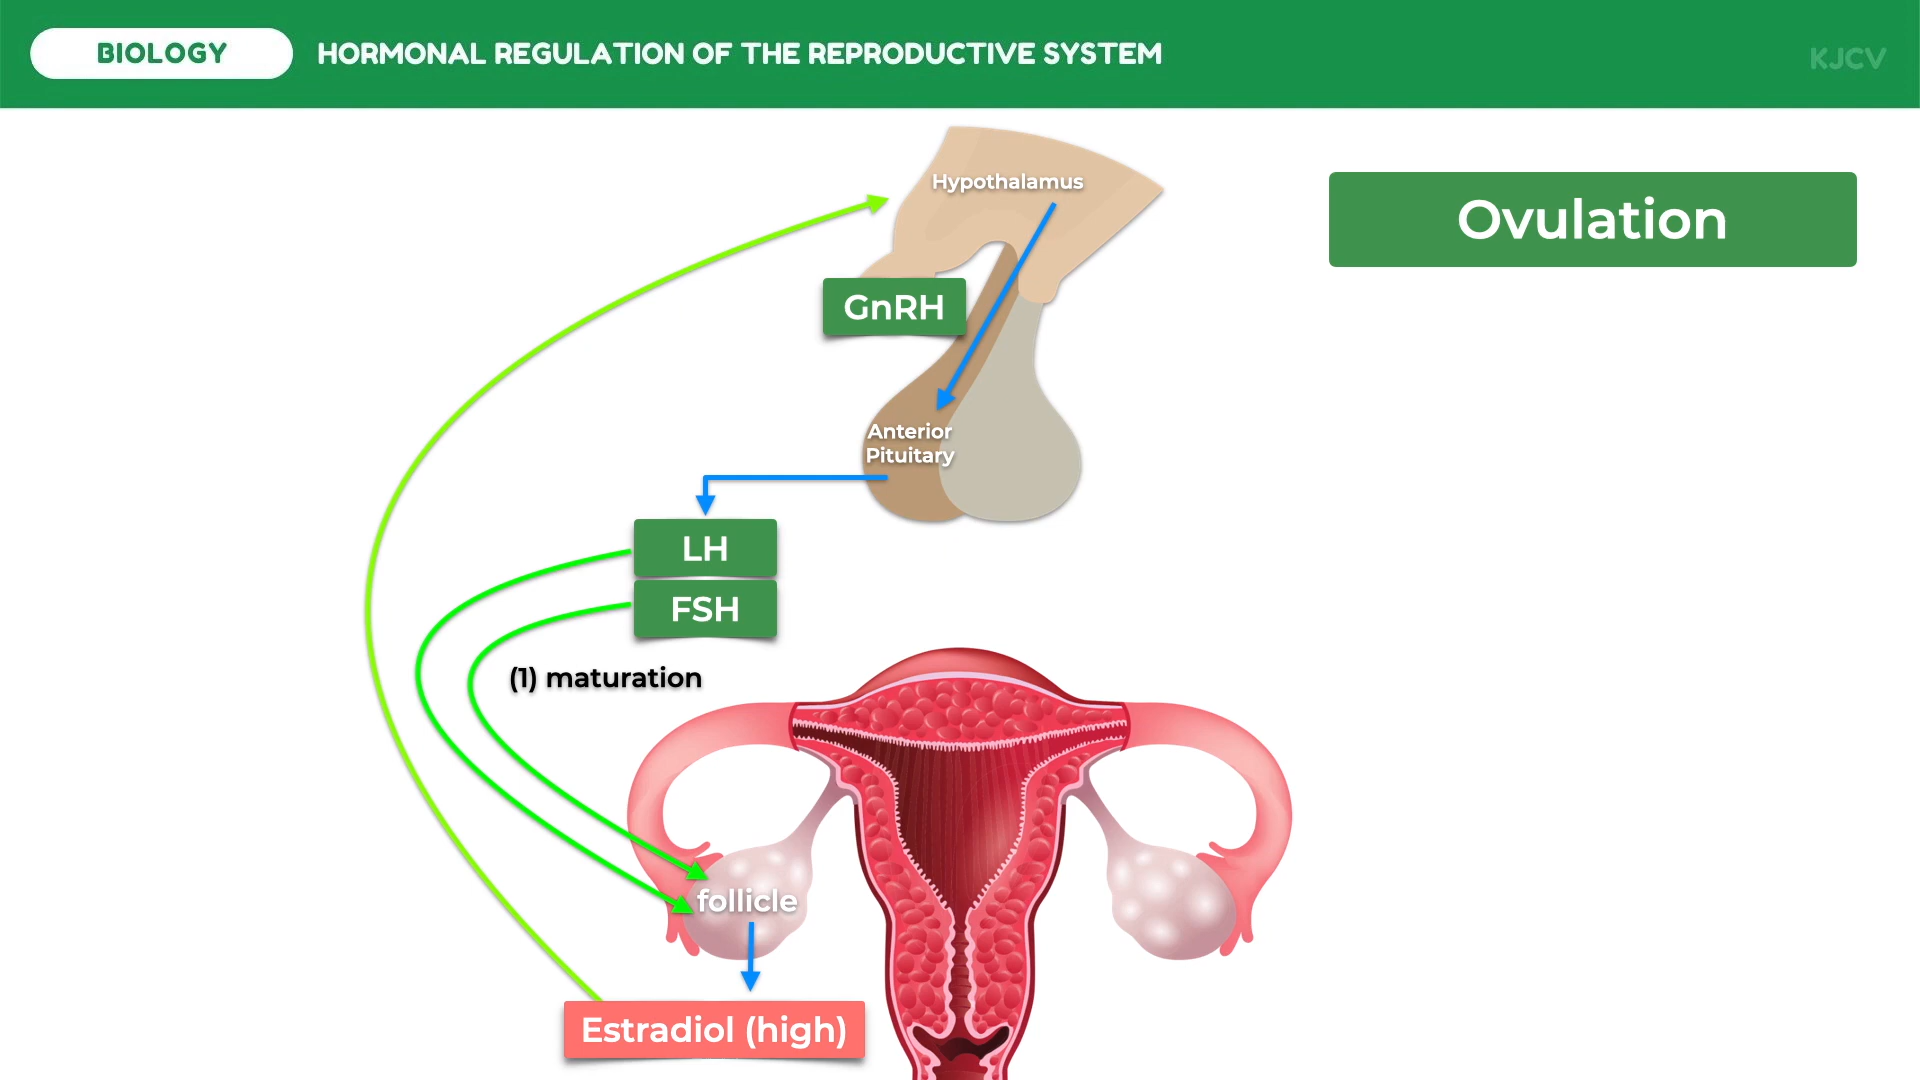 BIOLOGY
HORMONAL REGULATION OF THE REPRODUCTIVE SYSTEM
KJCV
Hypothalamus
Ovulation
GnRH
Anterior
Pituitary
LH
FSH
(1) maturation
follicle
Estradiol (high)